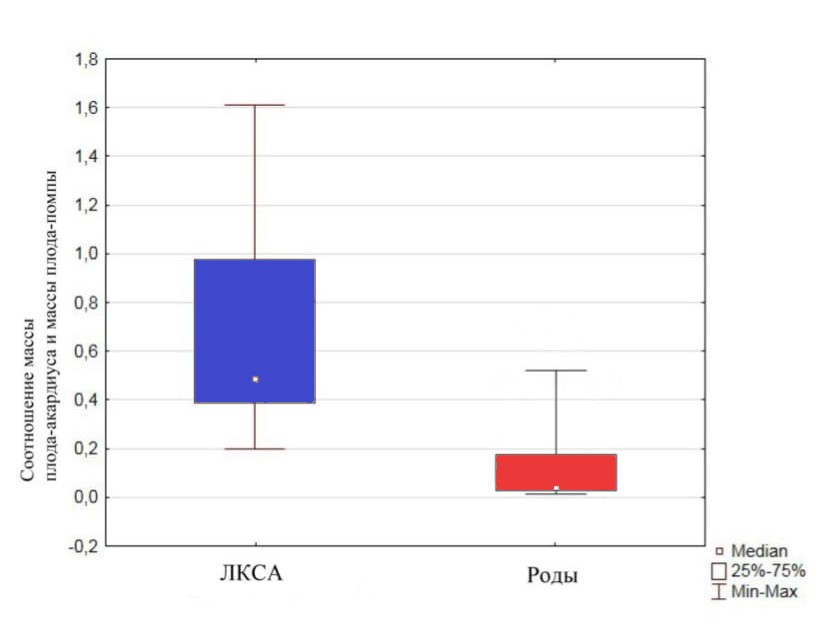 Соотношение массы
плода-акардиуса и массы плода-помпы
1,8
1,6
1,4
1,2
1,0
0,8
0,6
0,4
0,2
0,0
-0,2
ЛКСА
Роды
Median
25%-75%
Min-Max